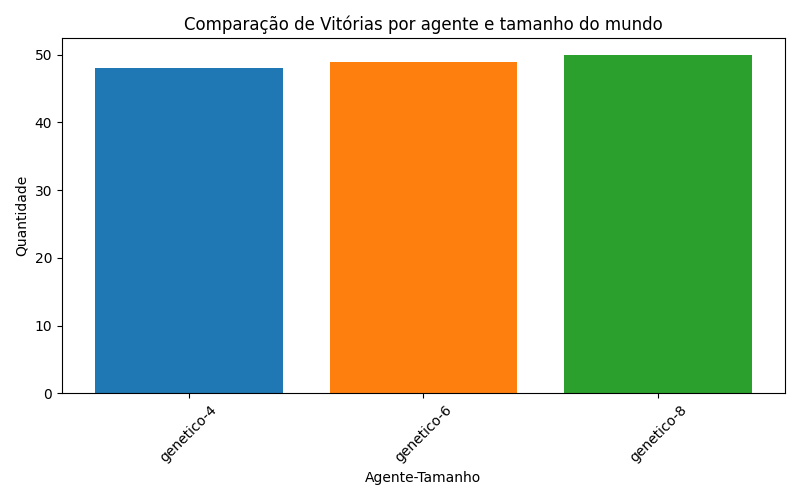 Comparação de Vitórias por agente e tamanho do mundo
Quantidade
50
40
30
20
10
0
genetico-4
genetico-6
genetico-8
Agente-Tamanho